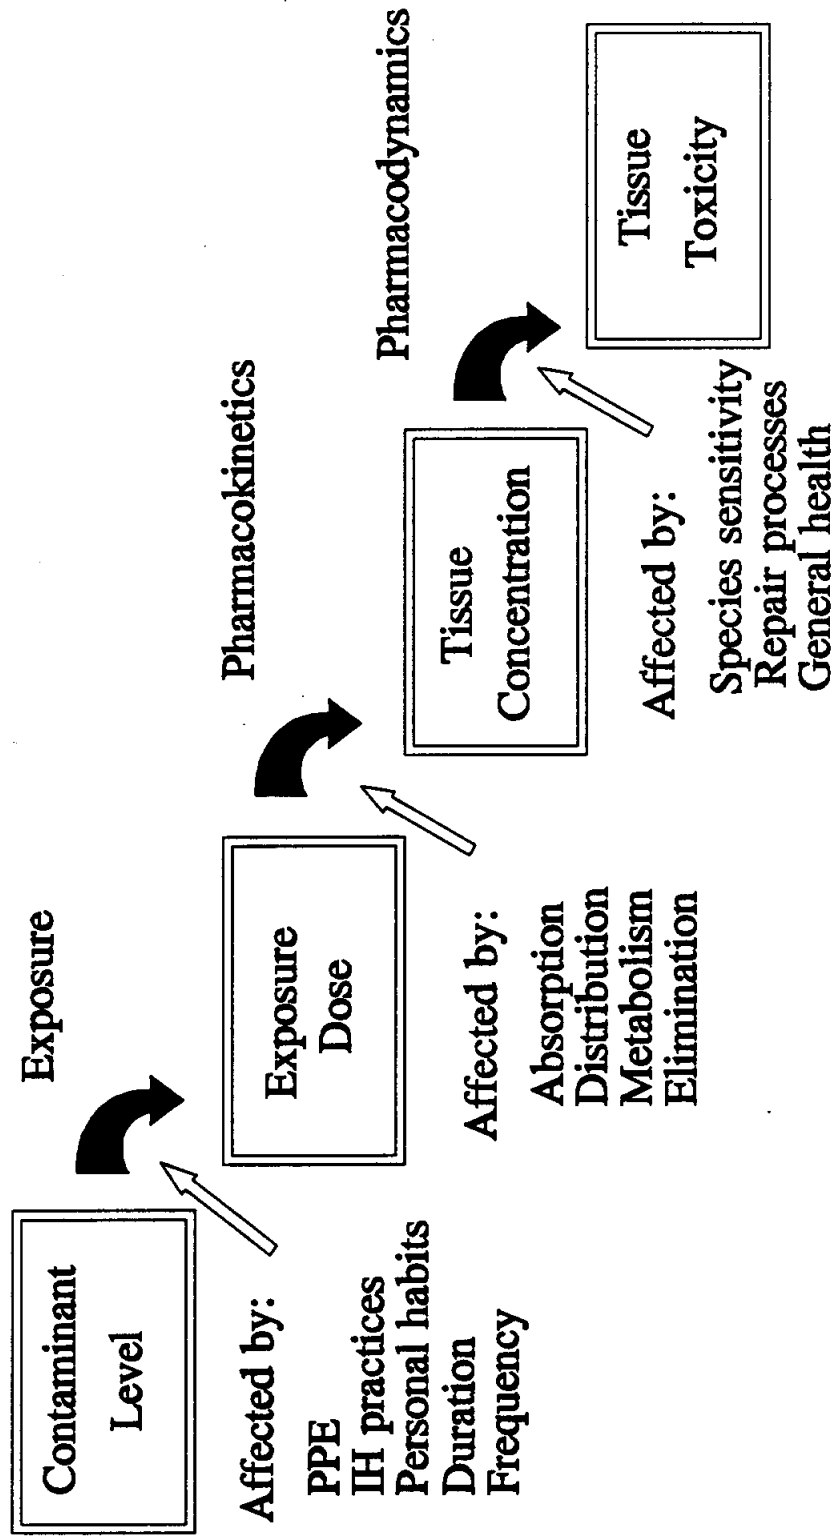 Contaminant
Level
Exposure
Affected by:
PPE
IH practices
Personal habits
Duration
Frequency
Exposure
Dose
Pharmacokinetics
Affected by:
Absorption
Distribution
Metabolism
Elimination
Tissue
Concentration
Pharmacodynamics
Affected by:
Species sensitivity
Repair processes
General health
Tissue
Toxicity